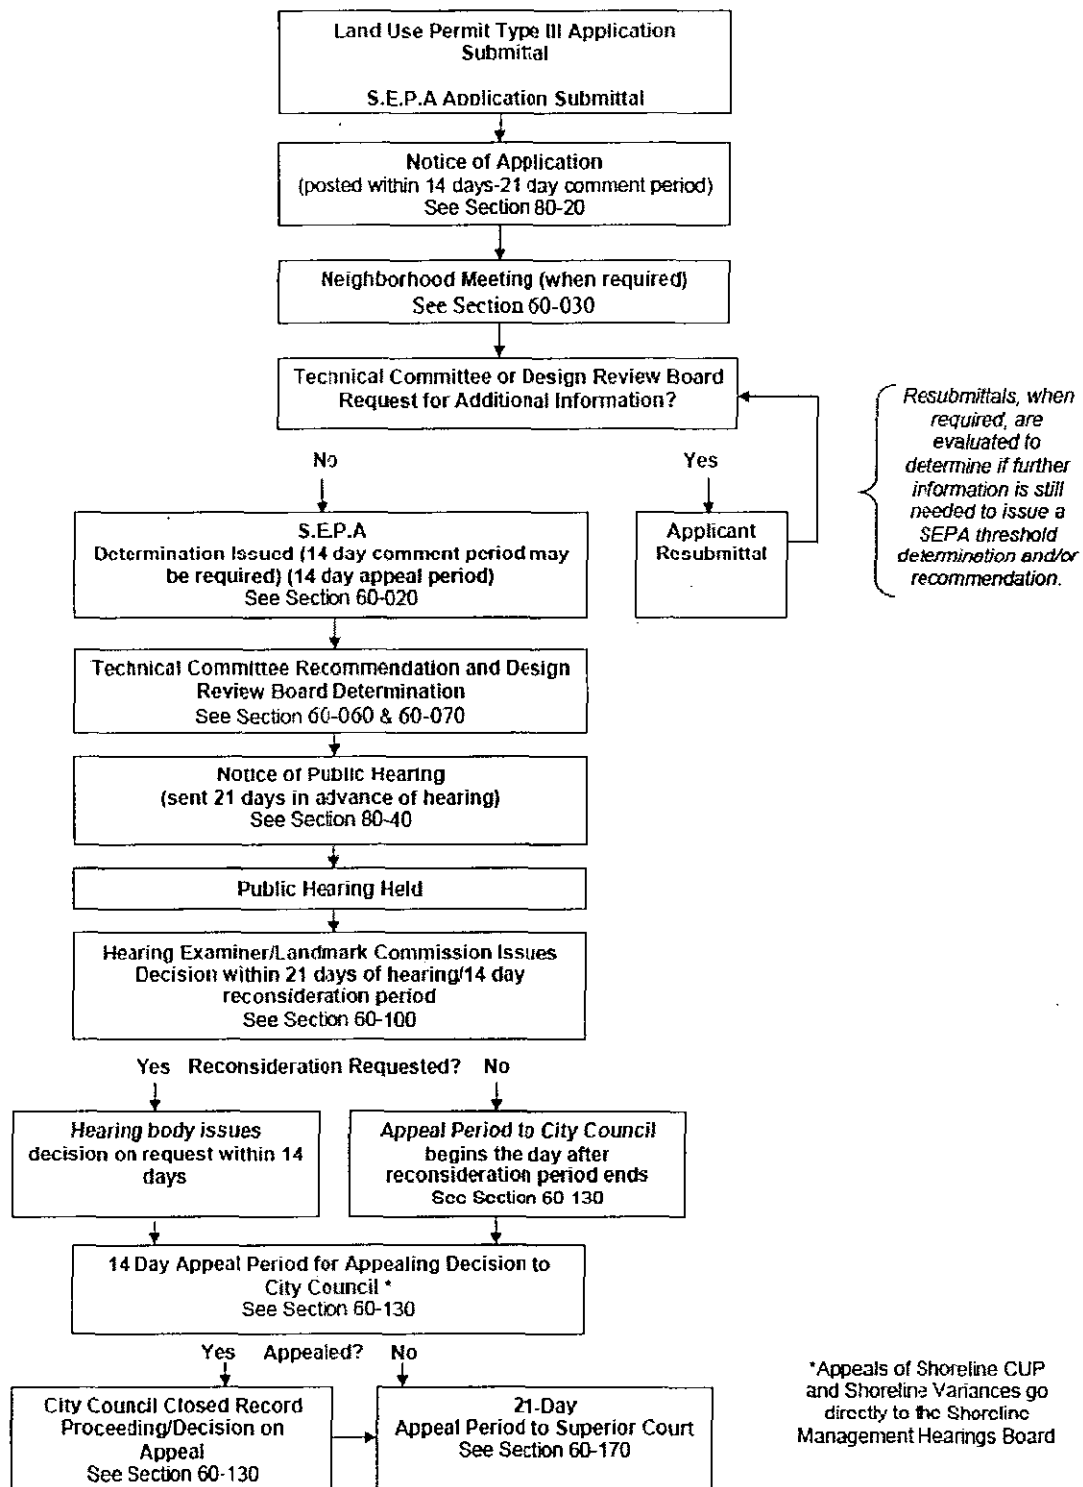 Land Use Permit Type III Application
Submittal
S.E.P.A Application Submittal
Notice of Application
(posted within 14 days-21 day comment period)
See Section 80-20
Neighborhood Meeting (when required)
See Section 60-030
Technical Committee or Design Review Board
Request for Additional Information?
No
Yes
S.E.P.A
Determination Issued (14 day comment period may
be required) (14 day appeal period)
See Section 60-020
Applicant
Resubmittal
Resubmittals, when
required, are
evaluated to
determine if further
information is still
needed to issue a
SEPA threshold
determination and/or
recommendation.
Technical Committee Recommendation and Design
Review Board Determination
See Section 60-060 & 60-070
Notice of Public Hearing
(sent 21 days in advance of hearing)
See Section 80-40
Public Hearing Held
Hearing Examiner/Landmark Commission Issues
Decision within 21 days of hearing/14 day
reconsideration period
See Section 60-100
Yes Reconsideration Requested? No
Hearing body issues
decision on request within 14
days
Appeal Period to City Council
begins the day after
reconsideration period ends
See Section 60-130
14 Day Appeal Period for Appealing Decision to
City Council *
See Section 60-130
Yes Appealed? No
City Council Closed Record
Proceeding/Decision on
Appeal
See Section 60-130
21-Day
Appeal Period to Superior Court
See Section 60-170
*Appeals of Shoreline CUP
and Shoreline Variances go
directly to the Shoreline
Management Hearings Board